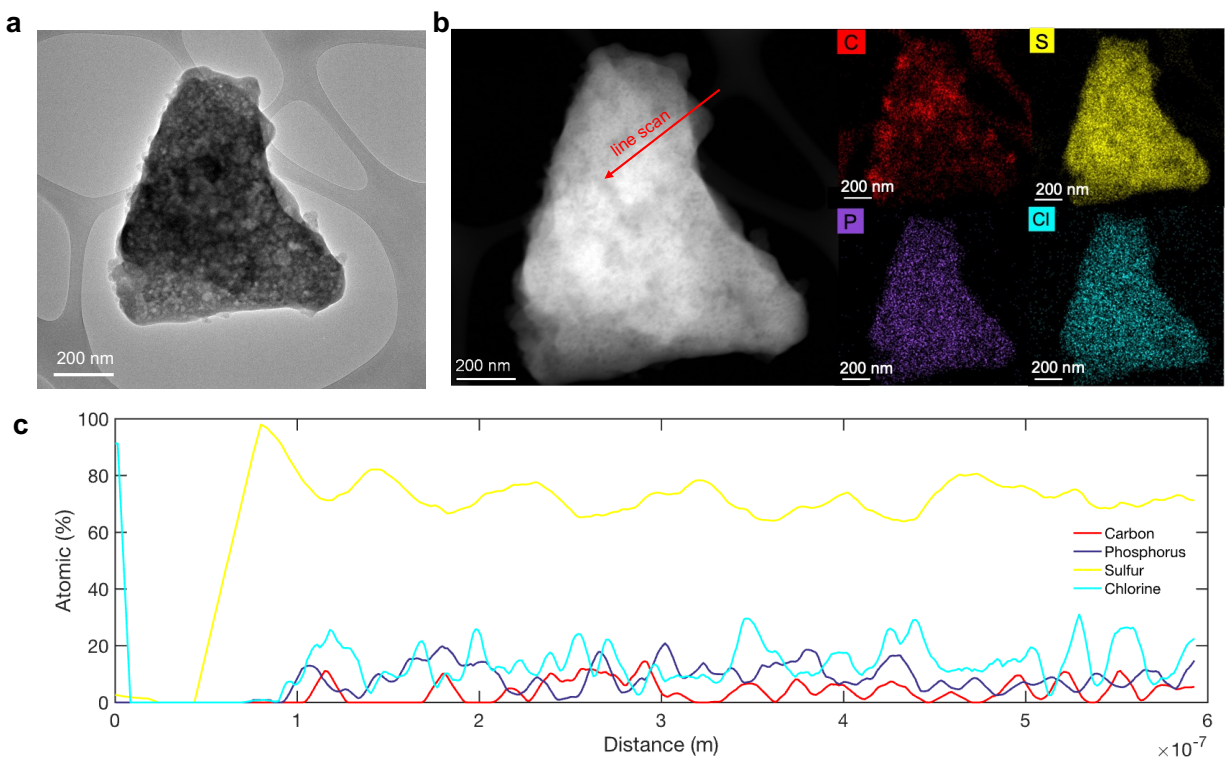 a
b
200 nm
line scan
200 nm
C
200 nm
S
200 nm
P
200 nm
Cl
200 nm
c
100
80
60
40
20
0
Atomic (%)
Carbon
Phosphorus
Sulfur
Chlorine
0 1 2 3 4 5 6
Distance (m)
×10⁻⁷